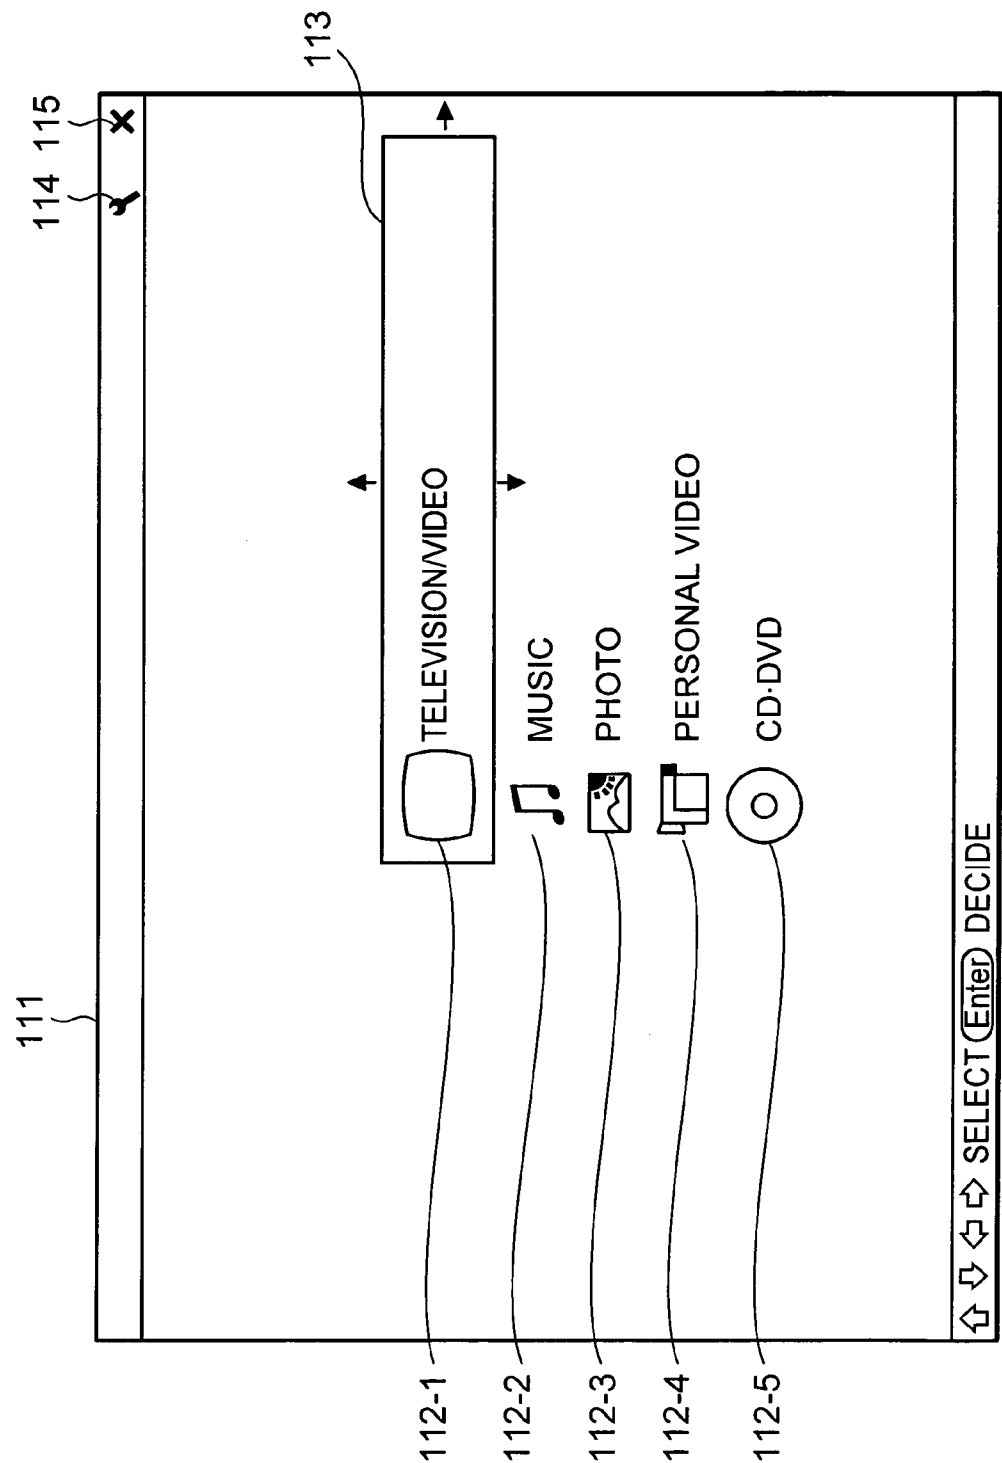 111
114 115
113
112-1 TELEVISION/VIDEO
112-2 MUSIC
112-3 PHOTO
112-4 PERSONAL VIDEO
112-5 CD·DVD
SELECT Enter DECIDE